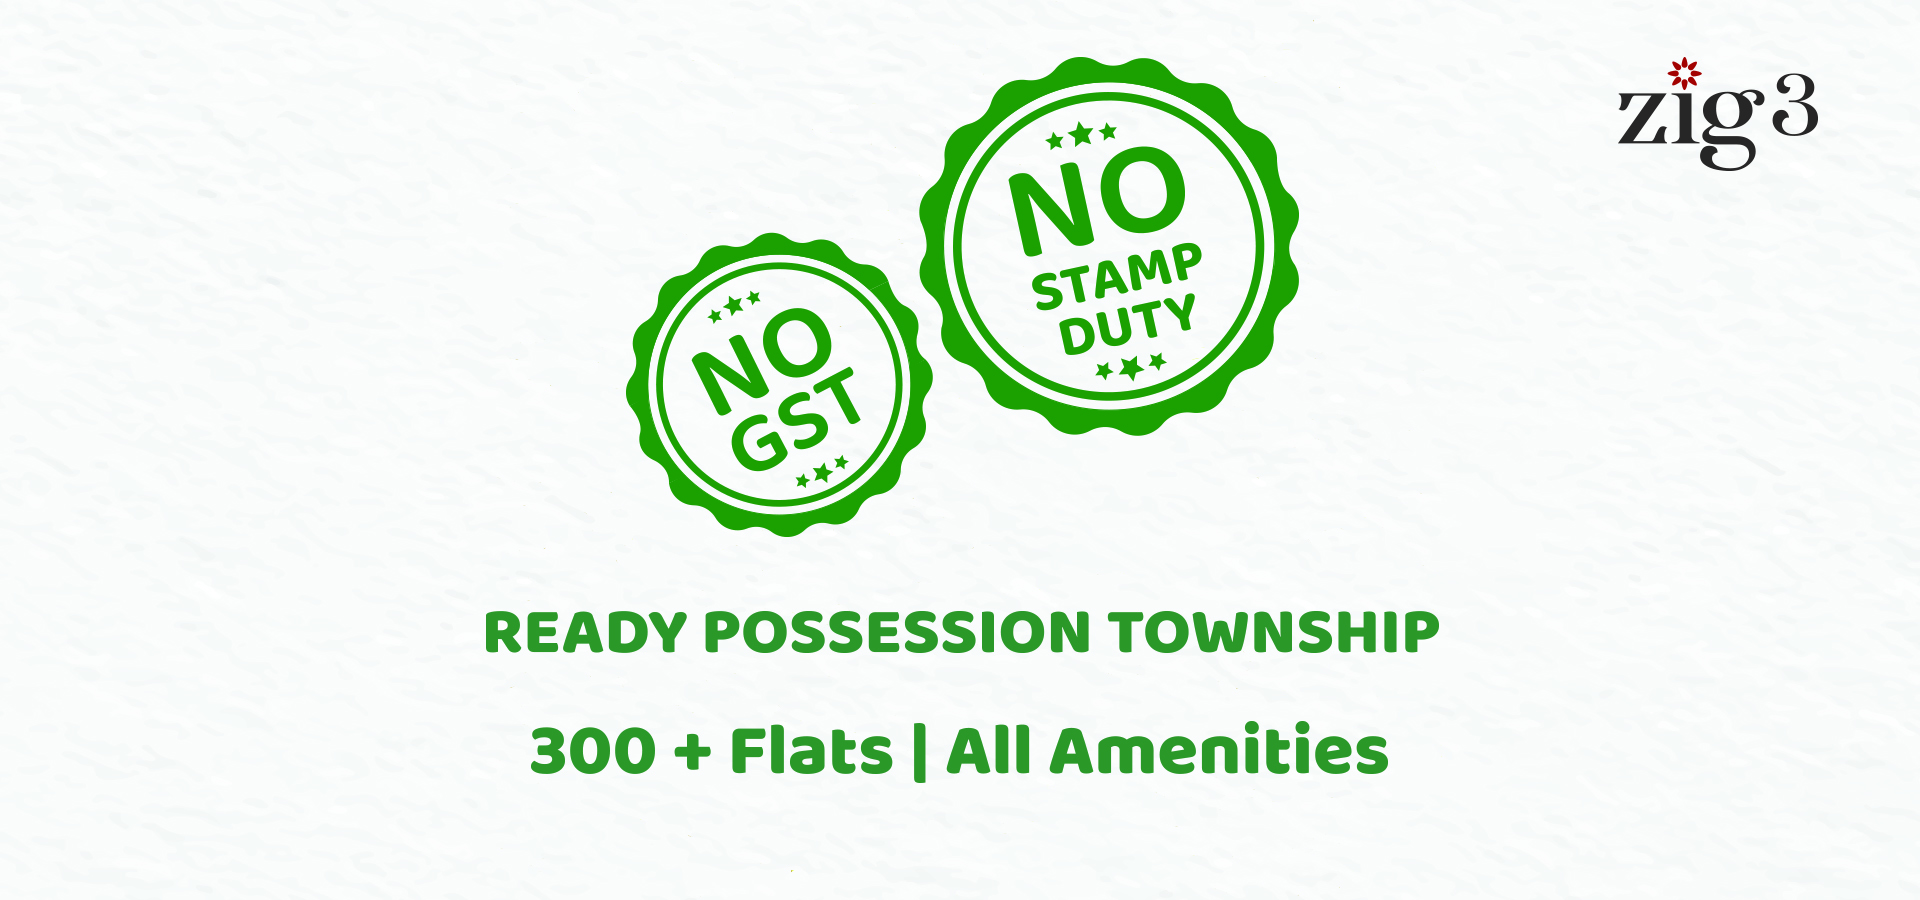 zig3
NO
STAMP
DUTY
NO
GST
READY POSSESSION TOWNSHIP
300 + Flats | All Amenities